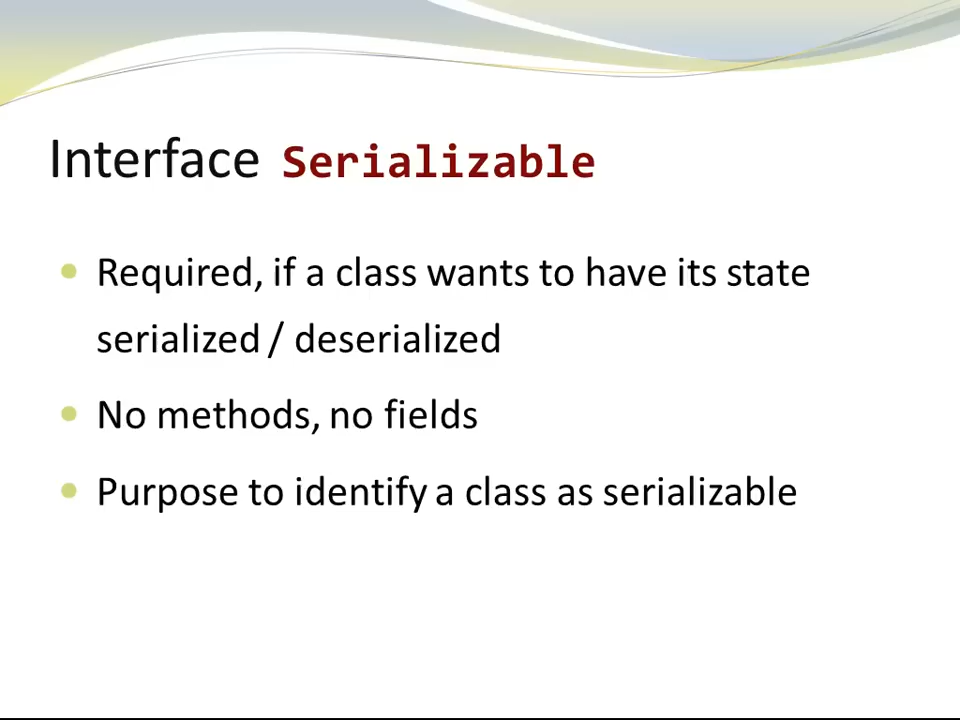 Interface Serializable
Required, if a class wants to have its state
serialized / deserialized
No methods, no fields
Purpose to identify a class as serializable